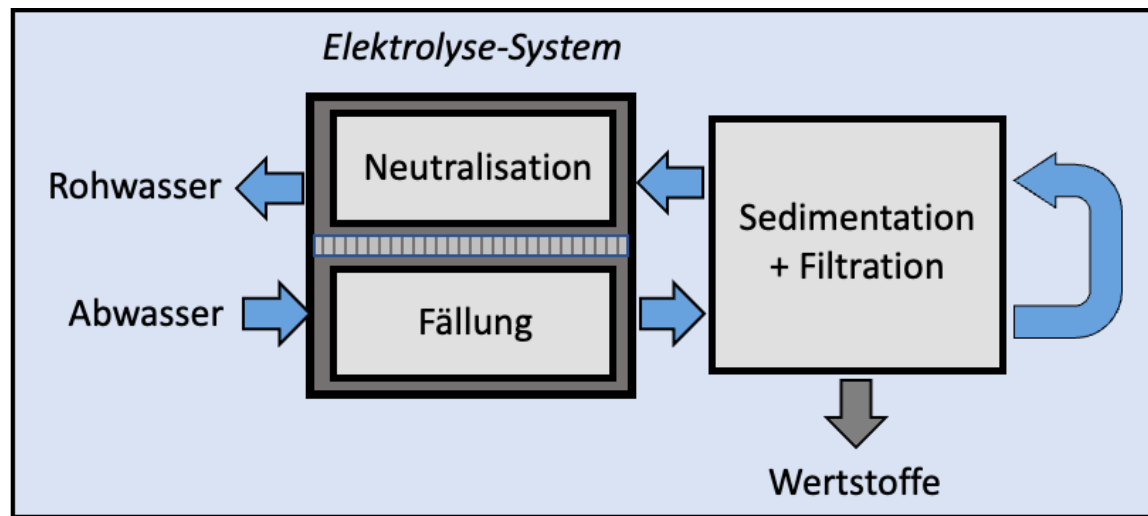 Elektrolyse-System
Neutralisation
Rohwasser
Sedimentation
+ Filtration
Abwasser
Fällung
Wertstoffe